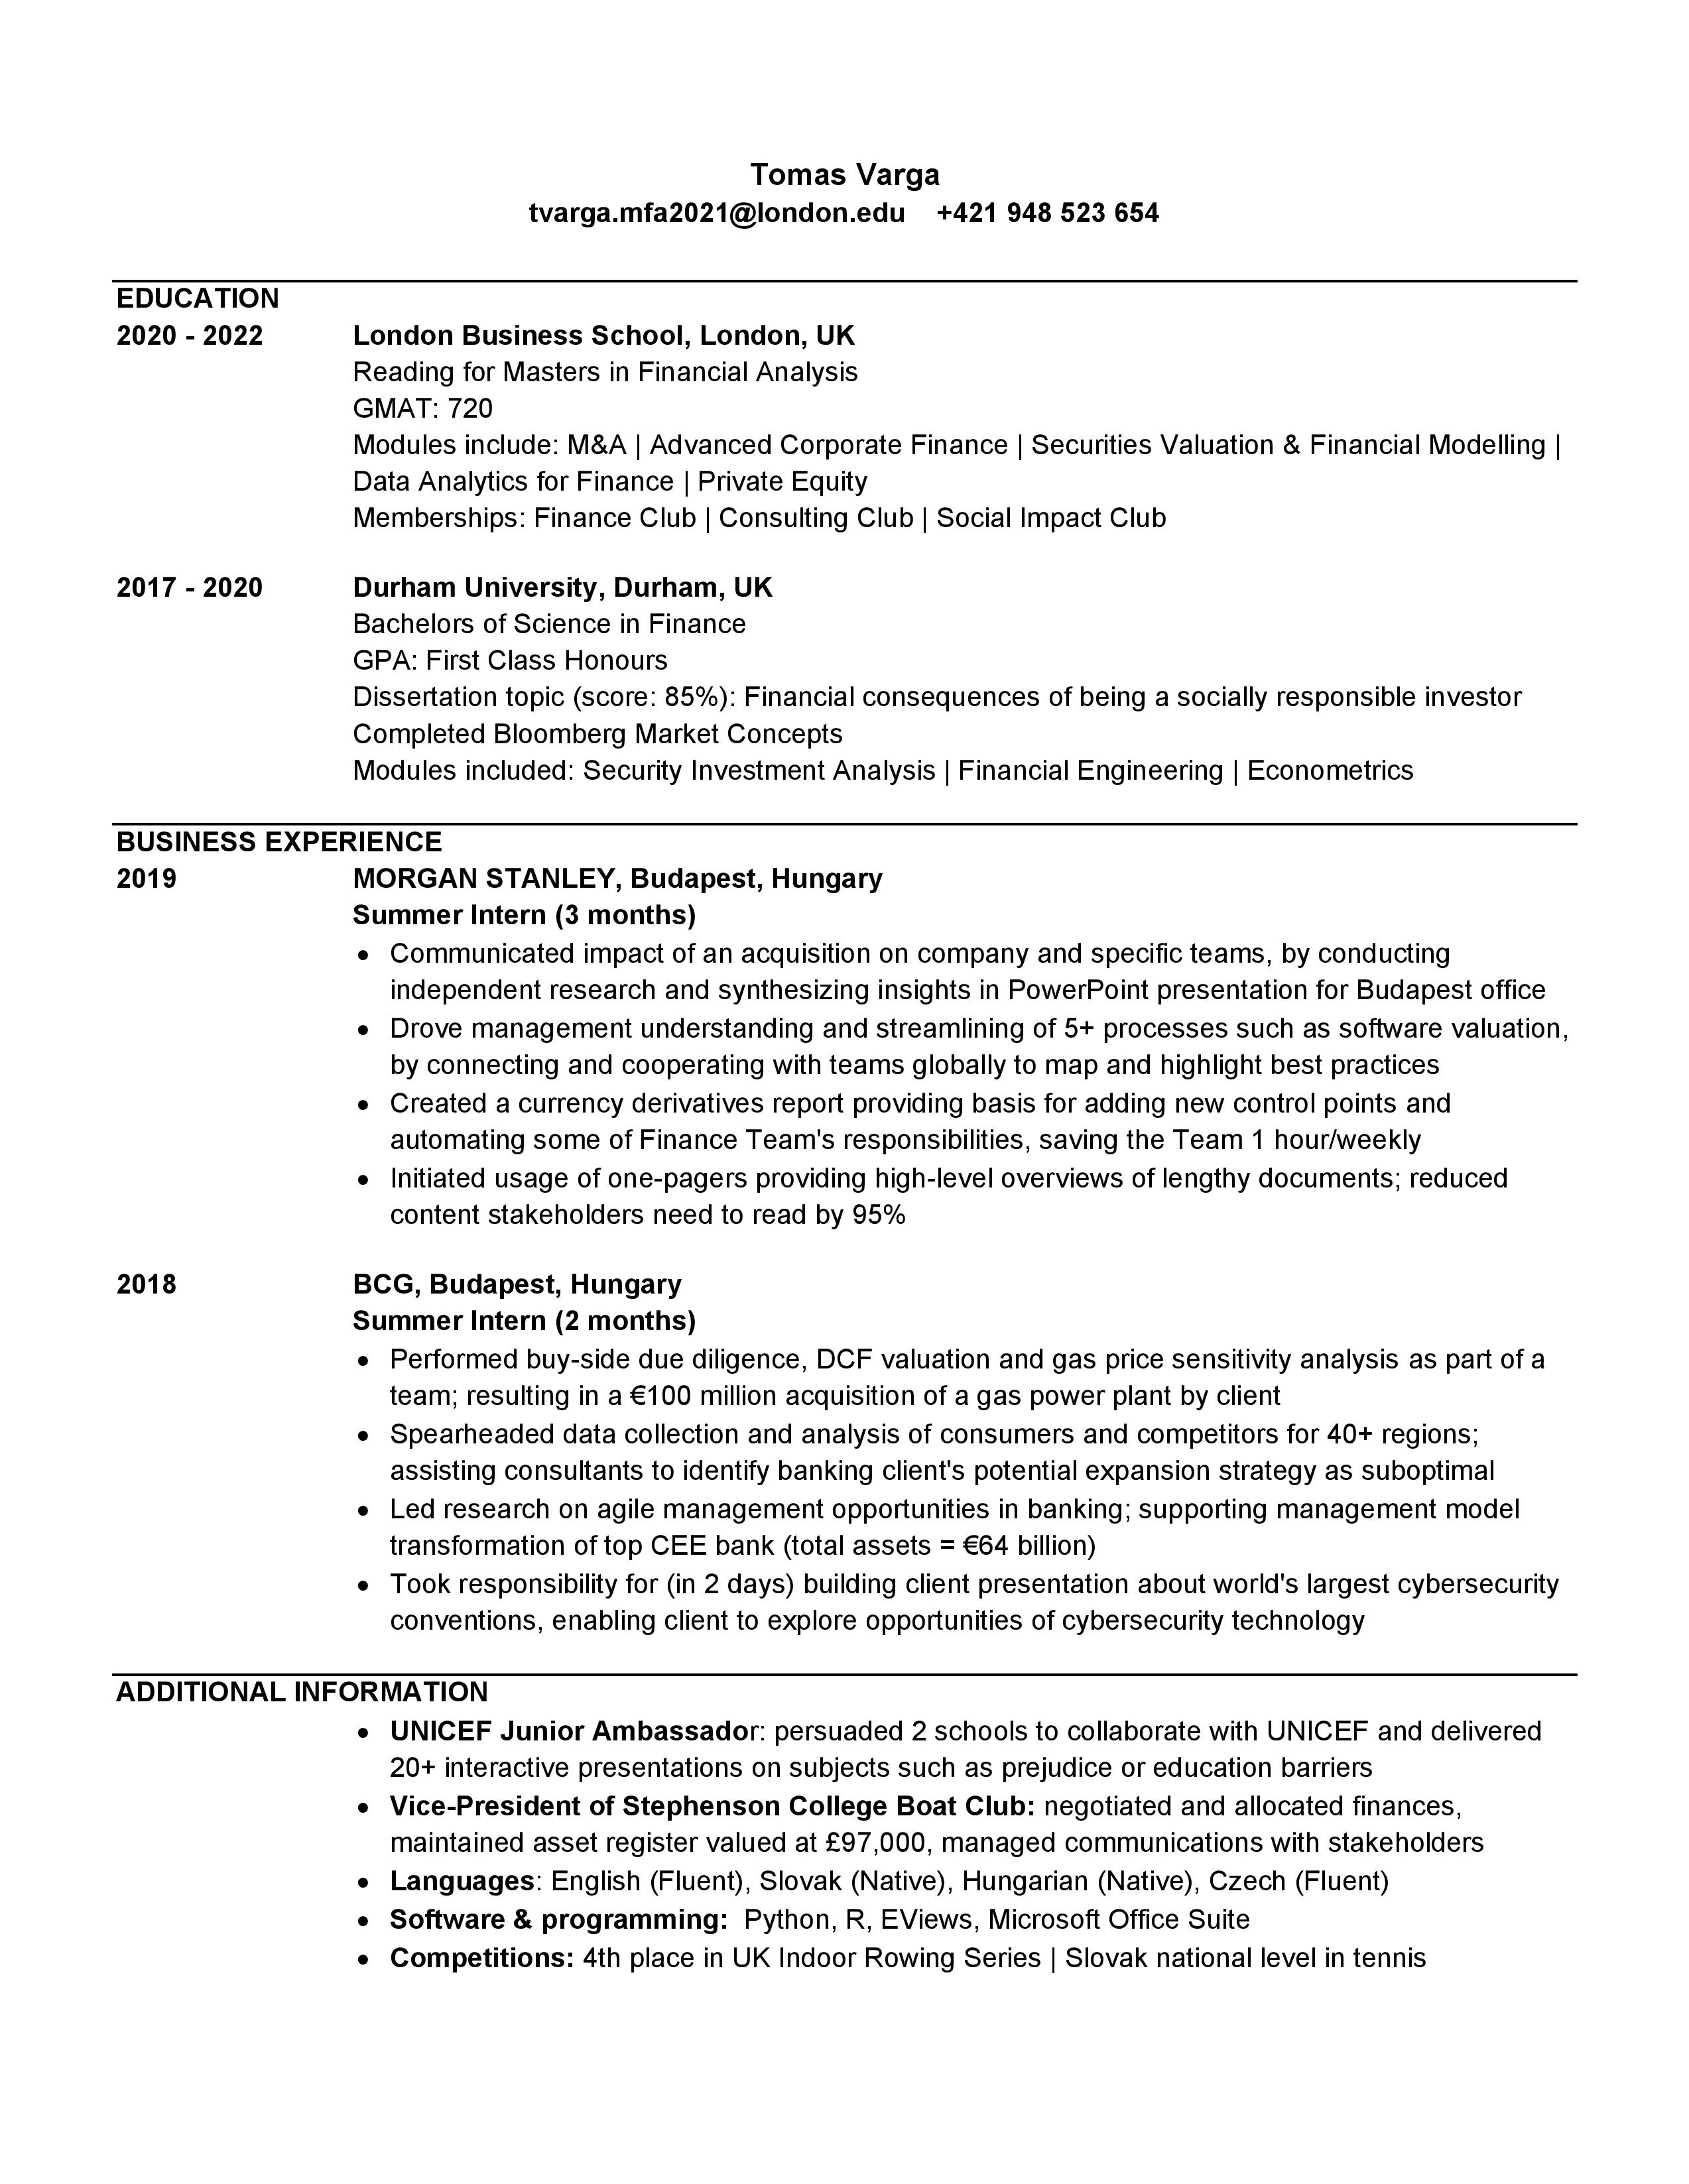 Tomas Varga
tvarga.mfa2021@london.edu +421 948 523 654
EDUCATION
2020 - 2022 London Business School, London, UK
Reading for Masters in Financial Analysis
GMAT: 720
Modules include: M&A | Advanced Corporate Finance | Securities Valuation & Financial Modelling |
Data Analytics for Finance | Private Equity
Memberships: Finance Club | Consulting Club | Social Impact Club
2017 - 2020 Durham University, Durham, UK
Bachelors of Science in Finance
GPA: First Class Honours
Dissertation topic (score: 85%): Financial consequences of being a socially responsible investor
Completed Bloomberg Market Concepts
Modules included: Security Investment Analysis | Financial Engineering | Econometrics
BUSINESS EXPERIENCE
2019 MORGAN STANLEY, Budapest, Hungary
Summer Intern (3 months)
• Communicated impact of an acquisition on company and specific teams, by conducting
independent research and synthesizing insights in PowerPoint presentation for Budapest office
• Drove management understanding and streamlining of 5+ processes such as software valuation,
by connecting and cooperating with teams globally to map and highlight best practices
• Created a currency derivatives report providing basis for adding new control points and
automating some of Finance Team's responsibilities, saving the Team 1 hour/weekly
• Initiated usage of one-pagers providing high-level overviews of lengthy documents; reduced
content stakeholders need to read by 95%
2018 BCG, Budapest, Hungary
Summer Intern (2 months)
• Performed buy-side due diligence, DCF valuation and gas price sensitivity analysis as part of a
team; resulting in a €100 million acquisition of a gas power plant by client
• Spearheaded data collection and analysis of consumers and competitors for 40+ regions;
assisting consultants to identify banking client's potential expansion strategy as suboptimal
• Led research on agile management opportunities in banking; supporting management model
transformation of top CEE bank (total assets = €64 billion)
• Took responsibility for (in 2 days) building client presentation about world's largest cybersecurity
conventions, enabling client to explore opportunities of cybersecurity technology
ADDITIONAL INFORMATION
• UNICEF Junior Ambassador: persuaded 2 schools to collaborate with UNICEF and delivered
20+ interactive presentations on subjects such as prejudice or education barriers
• Vice-President of Stephenson College Boat Club: negotiated and allocated finances,
maintained asset register valued at £97,000, managed communications with stakeholders
• Languages: English (Fluent), Slovak (Native), Hungarian (Native), Czech (Fluent)
• Software & programming: Python, R, EViews, Microsoft Office Suite
• Competitions: 4th place in UK Indoor Rowing Series | Slovak national level in tennis